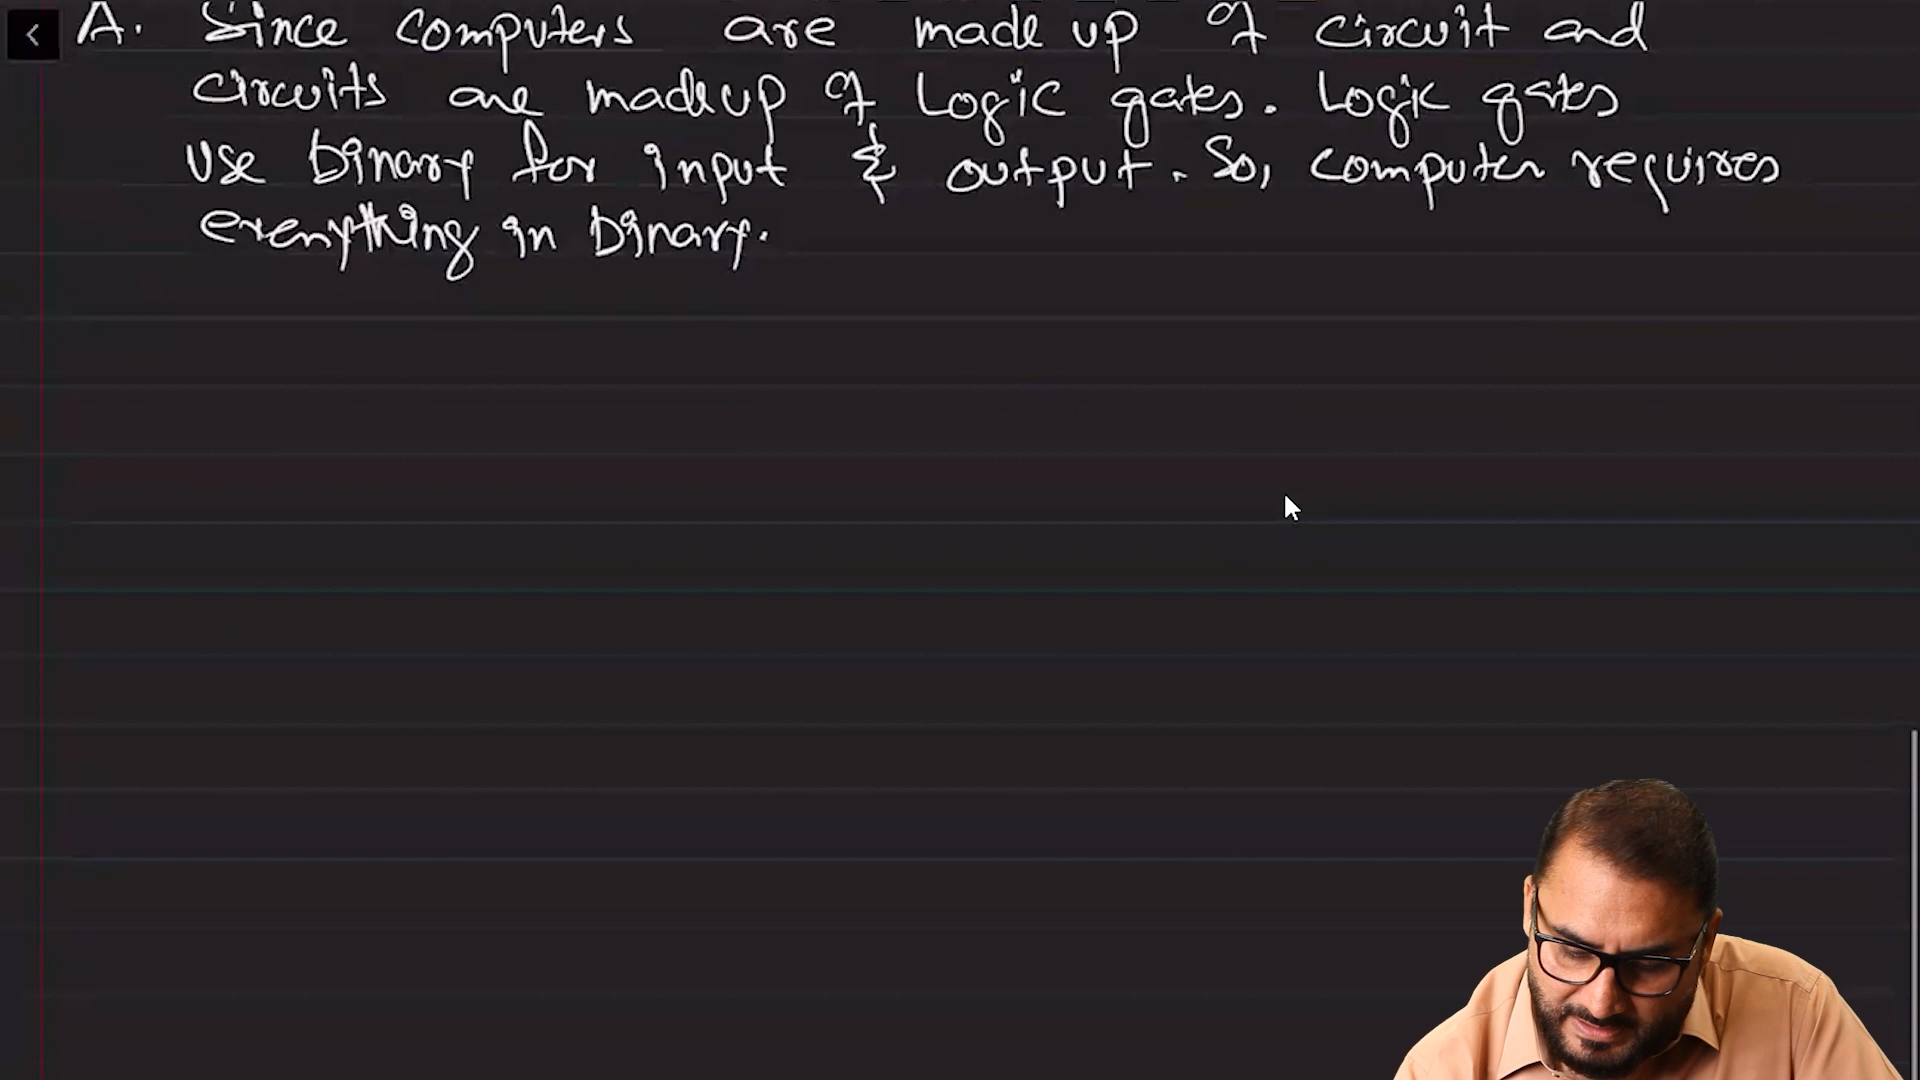 A. Since computers are made up of circuit and
circuits are madeup of Logic gates. Logic gates
use binary for input & output. So, computer requires
everything in binary.